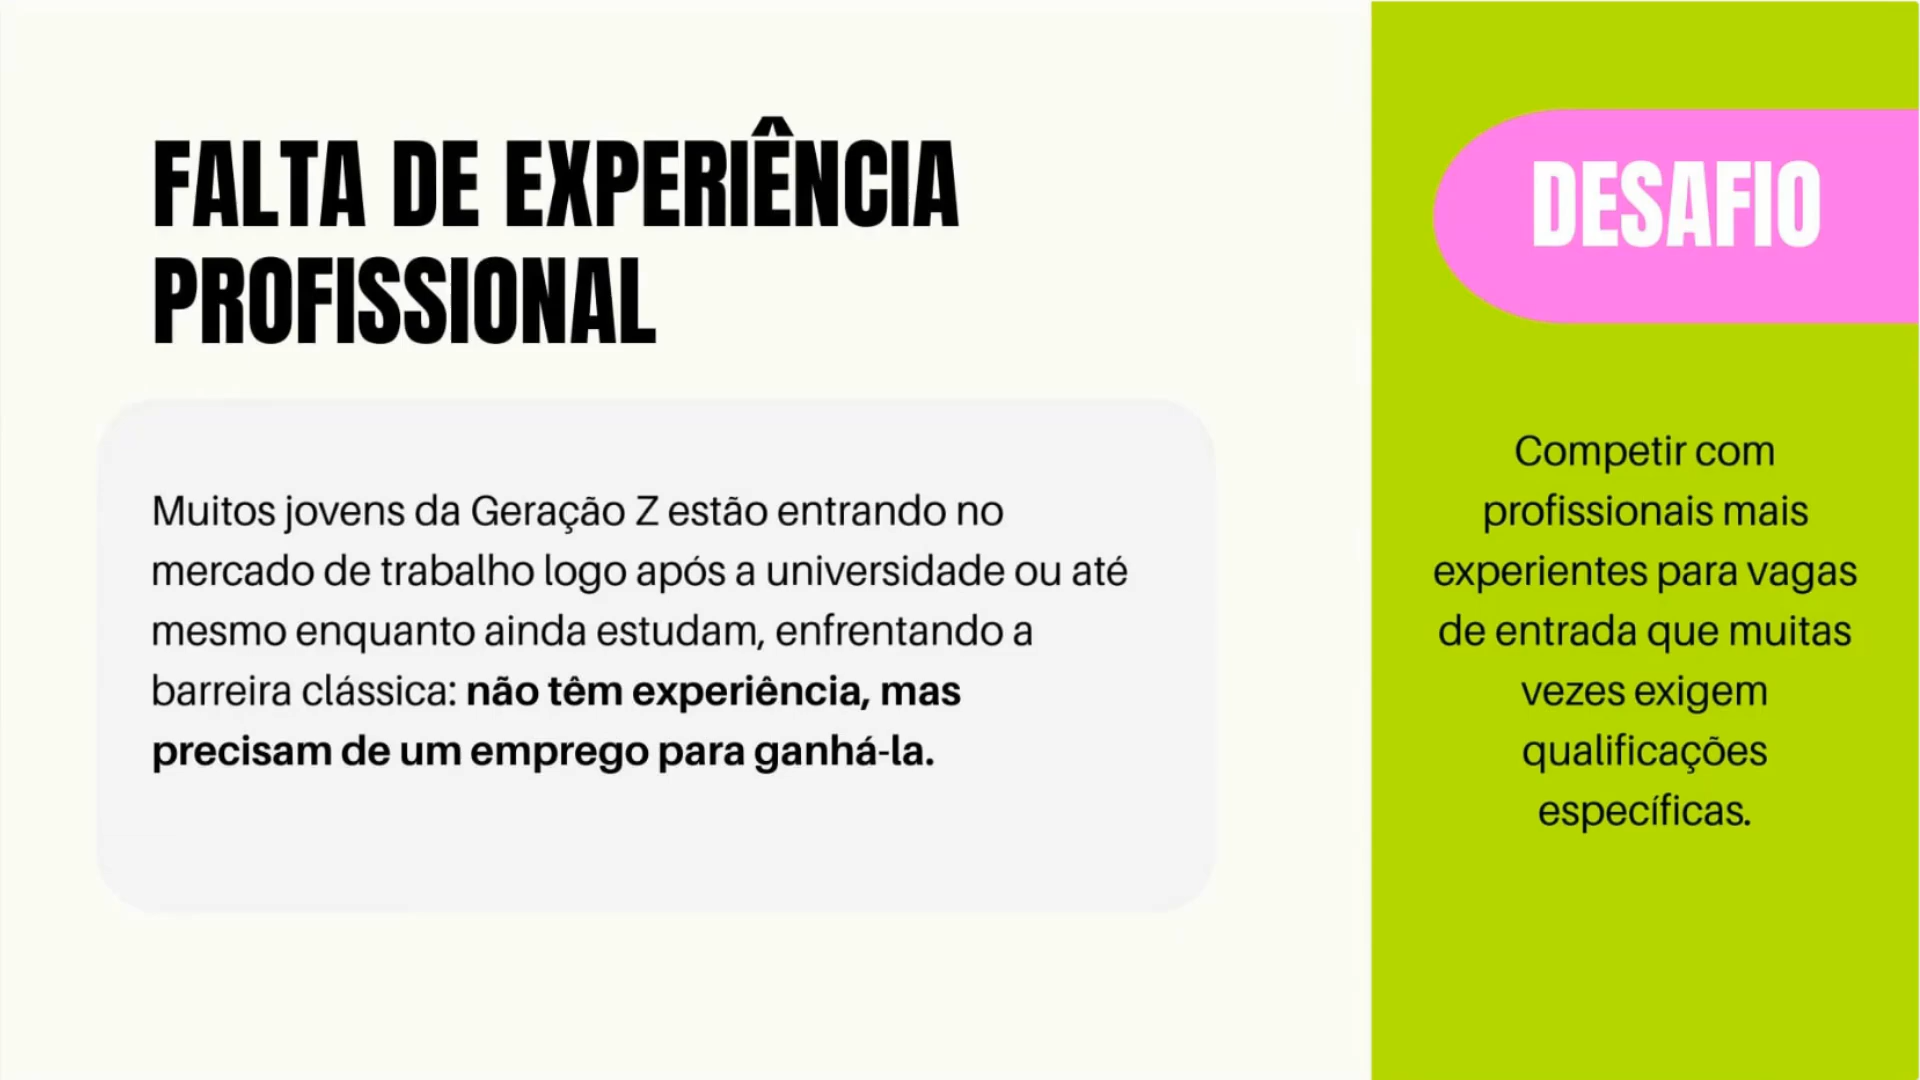 FALTA DE EXPERIÊNCIA
PROFISSIONAL
Muitos jovens da Geração Z estão entrando no
mercado de trabalho logo após a universidade ou até
mesmo enquanto ainda estudam, enfrentando a
barreira clássica: não têm experiência, mas
precisam de um emprego para ganhá-la.
DESAFIO
Competir com
profissionais mais
experientes para vagas
de entrada que muitas
vezes exigem
qualificações
específicas.